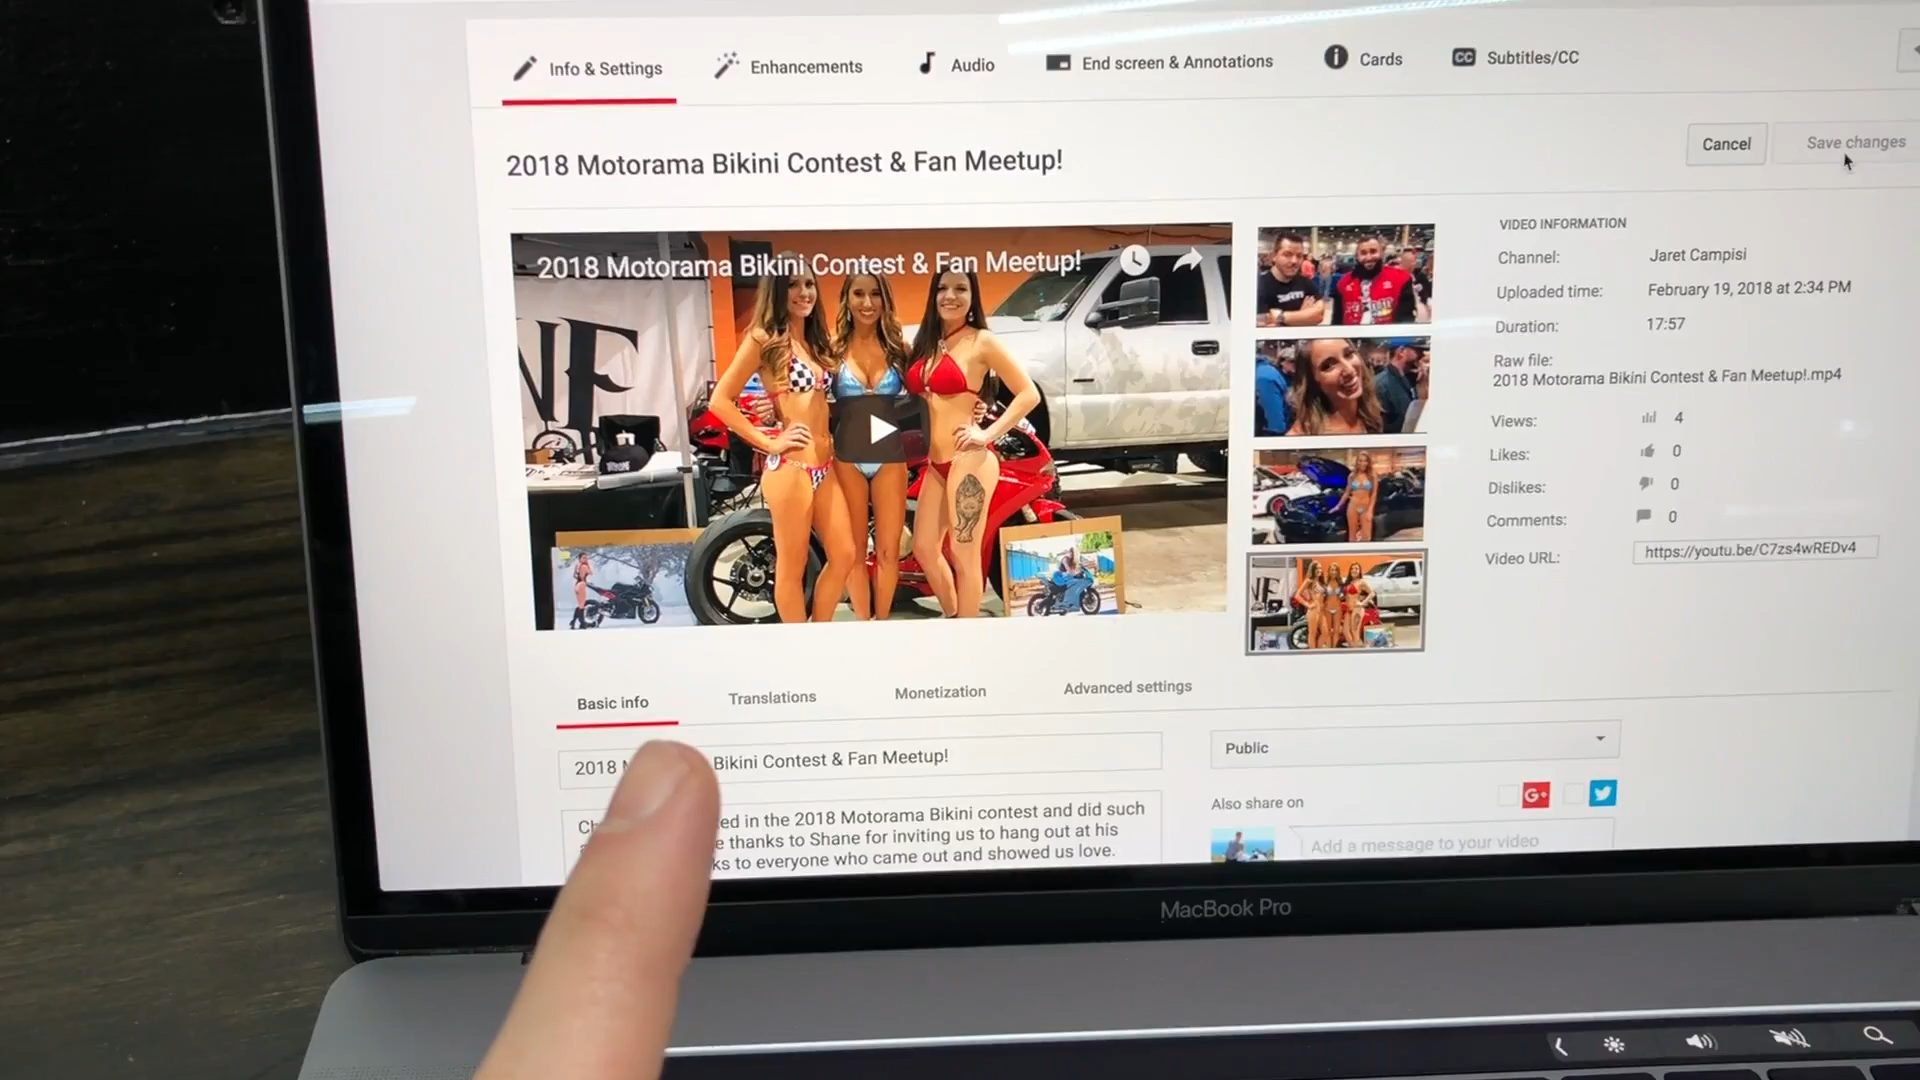 Info & Settings
Enhancements
Audio
End screen & Annotations
Cards
CC Subtitles/CC
2018 Motorama Bikini Contest & Fan Meetup!
Cancel
Save changes
2018 Motorama Bikini Contest & Fan Meetup!
VIDEO INFORMATION
Channel: Jaret Campisi
Uploaded time: February 19, 2018 at 2:34 PM
Duration: 17:57
Raw file:
2018 Motorama Bikini Contest & Fan Meetup!.mp4
Views: 4
Likes: 0
Dislikes: 0
Comments: 0
Video URL: https://youtu.be/C7zs4wREDv4
Basic info
Translations
Monetization
Advanced settings
2018 Bikini Contest & Fan Meetup!
Public
Also share on G+
in the 2018 Motorama Bikini contest and did such
thanks to Shane for inviting us to hang out at his
to everyone who came out and showed us love.
Add a message to your video
MacBook Pro